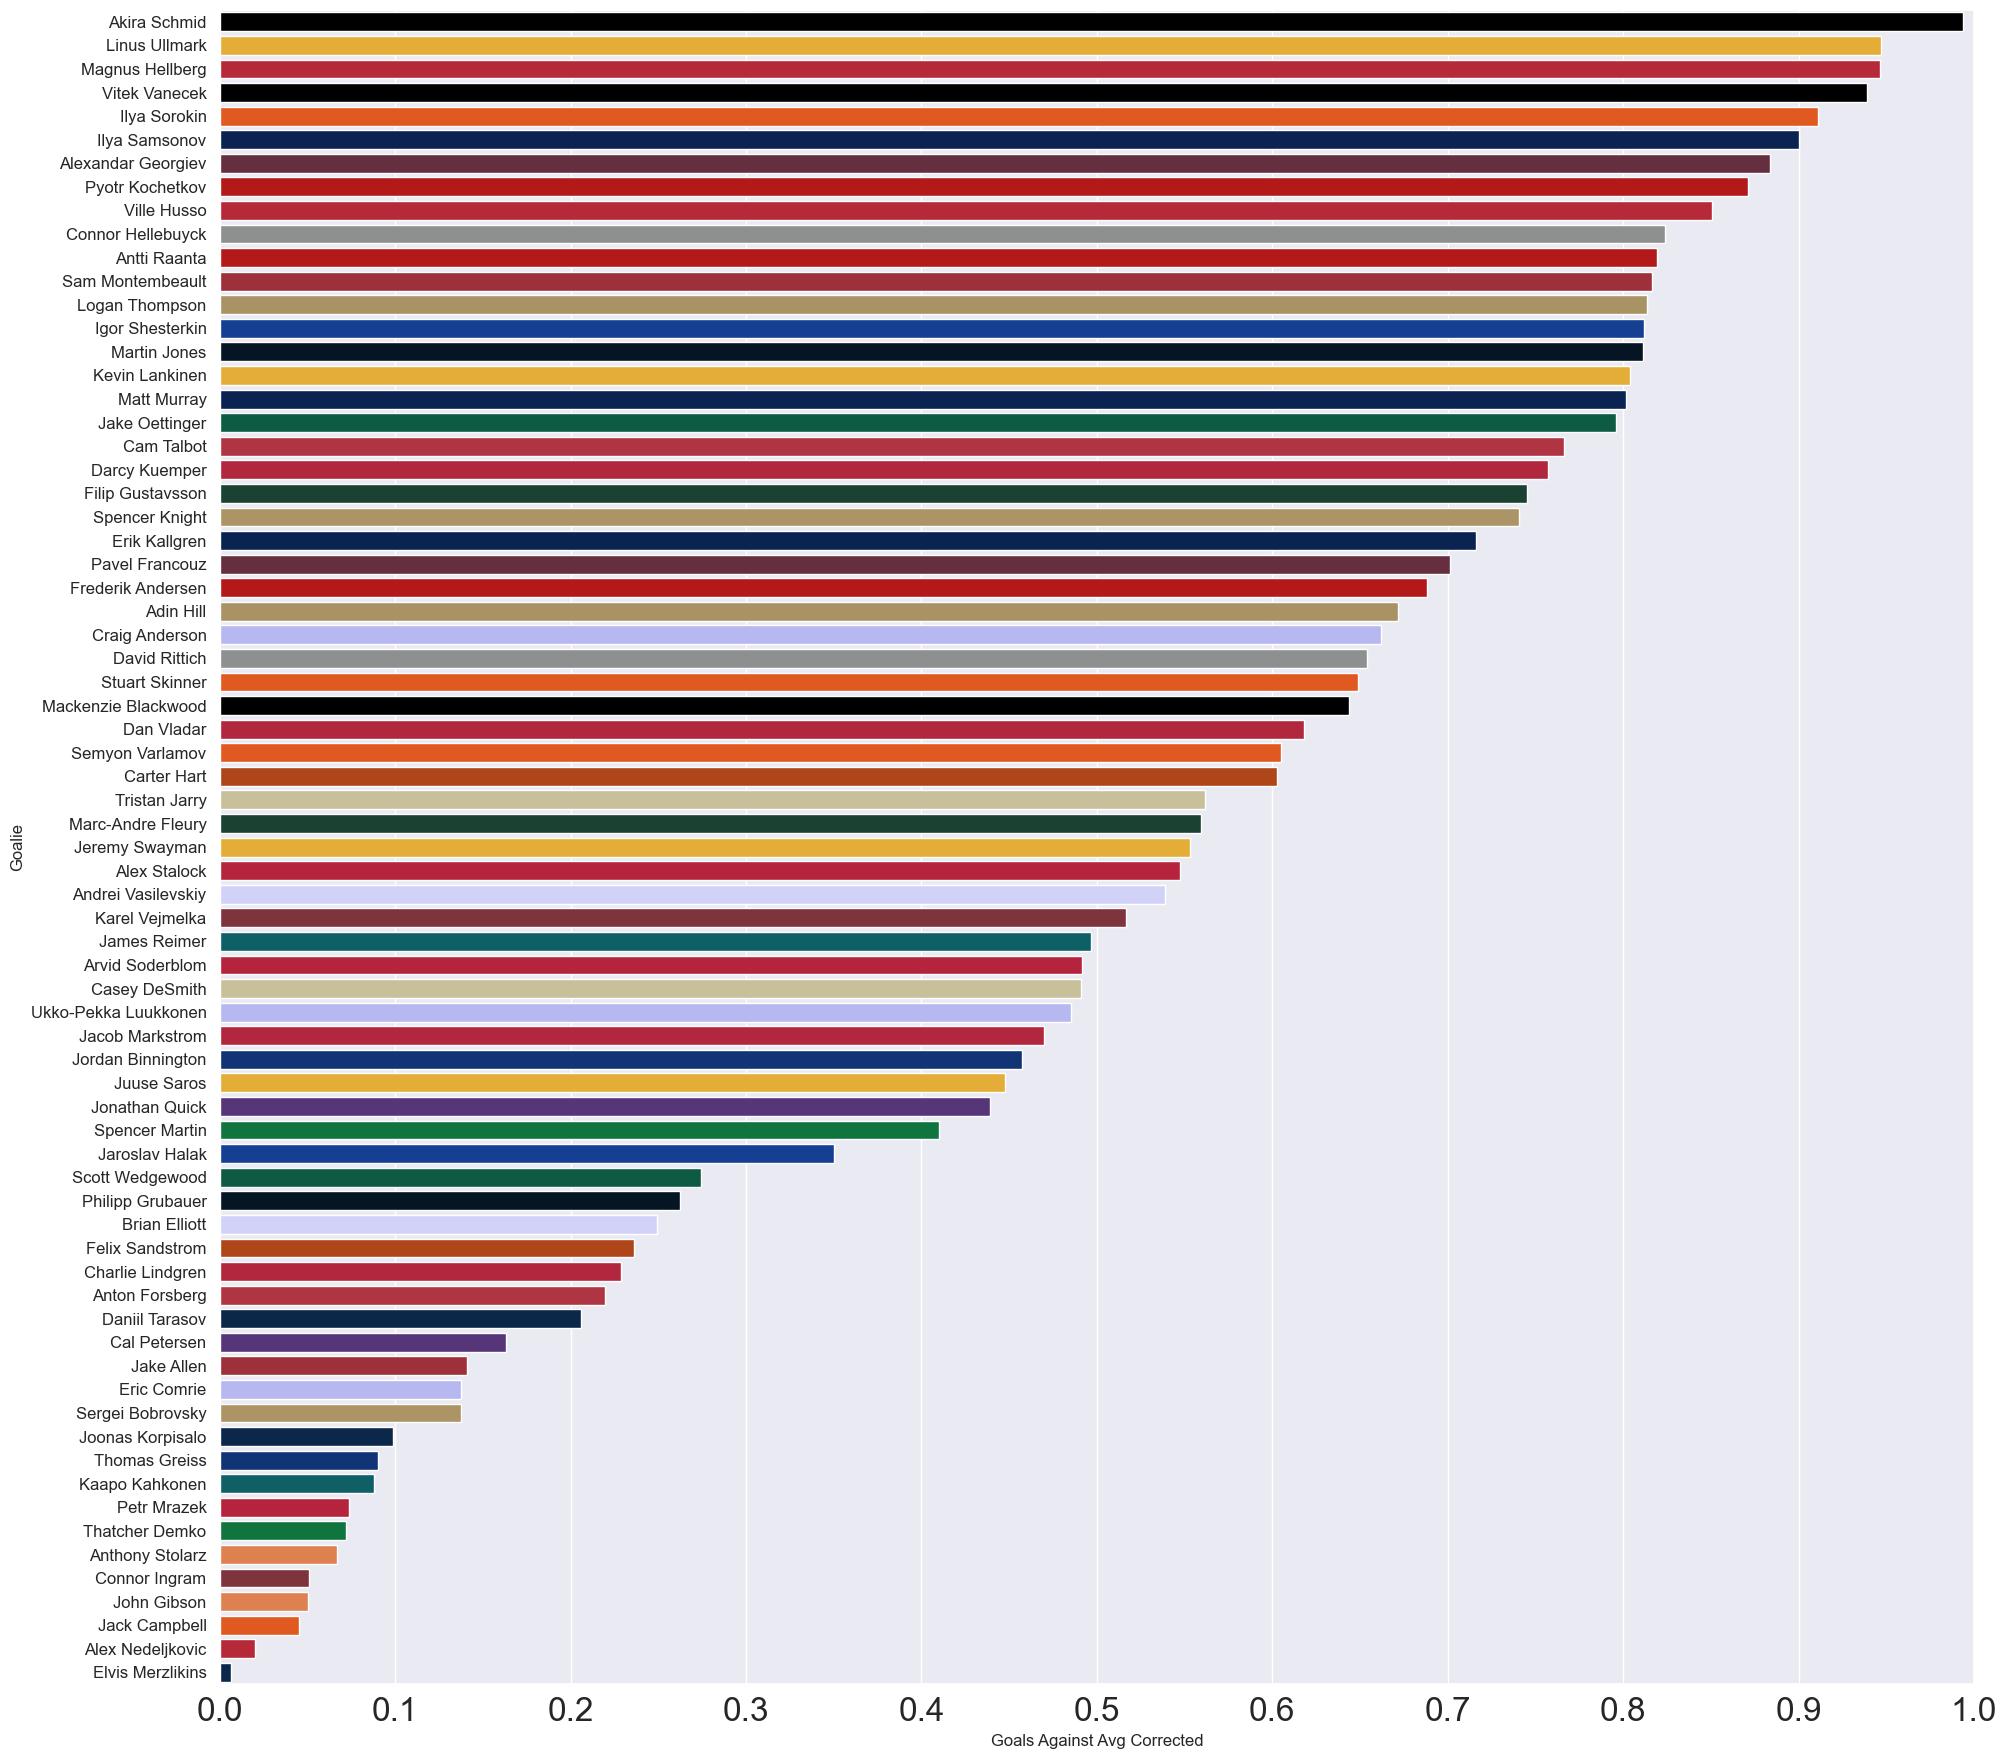 Akira Schmid
Linus Ullmark
Magnus Hellberg
Vitek Vanecek
Ilya Sorokin
Ilya Samsonov
Alexandar Georgiev
Pyotr Kochetkov
Ville Husso
Connor Hellebuyck
Antti Raanta
Sam Montembeault
Logan Thompson
Igor Shesterkin
Martin Jones
Kevin Lankinen
Matt Murray
Jake Oettinger
Cam Talbot
Darcy Kuemper
Filip Gustavsson
Spencer Knight
Erik Kallgren
Pavel Francouz
Frederik Andersen
Adin Hill
Craig Anderson
David Rittich
Stuart Skinner
Mackenzie Blackwood
Dan Vladar
Semyon Varlamov
Carter Hart
Tristan Jarry
Marc-Andre Fleury
Jeremy Swayman
Alex Stalock
Andrei Vasilevskiy
Karel Vejmelka
James Reimer
Arvid Soderblom
Casey DeSmith
Ukko-Pekka Luukkonen
Jacob Markstrom
Jordan Binnington
Juuse Saros
Jonathan Quick
Spencer Martin
Jaroslav Halak
Scott Wedgewood
Philipp Grubauer
Brian Elliott
Felix Sandstrom
Charlie Lindgren
Anton Forsberg
Daniil Tarasov
Cal Petersen
Jake Allen
Eric Comrie
Sergei Bobrovsky
Joonas Korpisalo
Thomas Greiss
Kaapo Kahkonen
Petr Mrazek
Thatcher Demko
Anthony Stolarz
Connor Ingram
John Gibson
Jack Campbell
Alex Nedeljkovic
Elvis Merzlikins
Goalie
0.0 0.1 0.2 0.3 0.4 0.5 0.6 0.7 0.8 0.9 1.0
Goals Against Avg Corrected